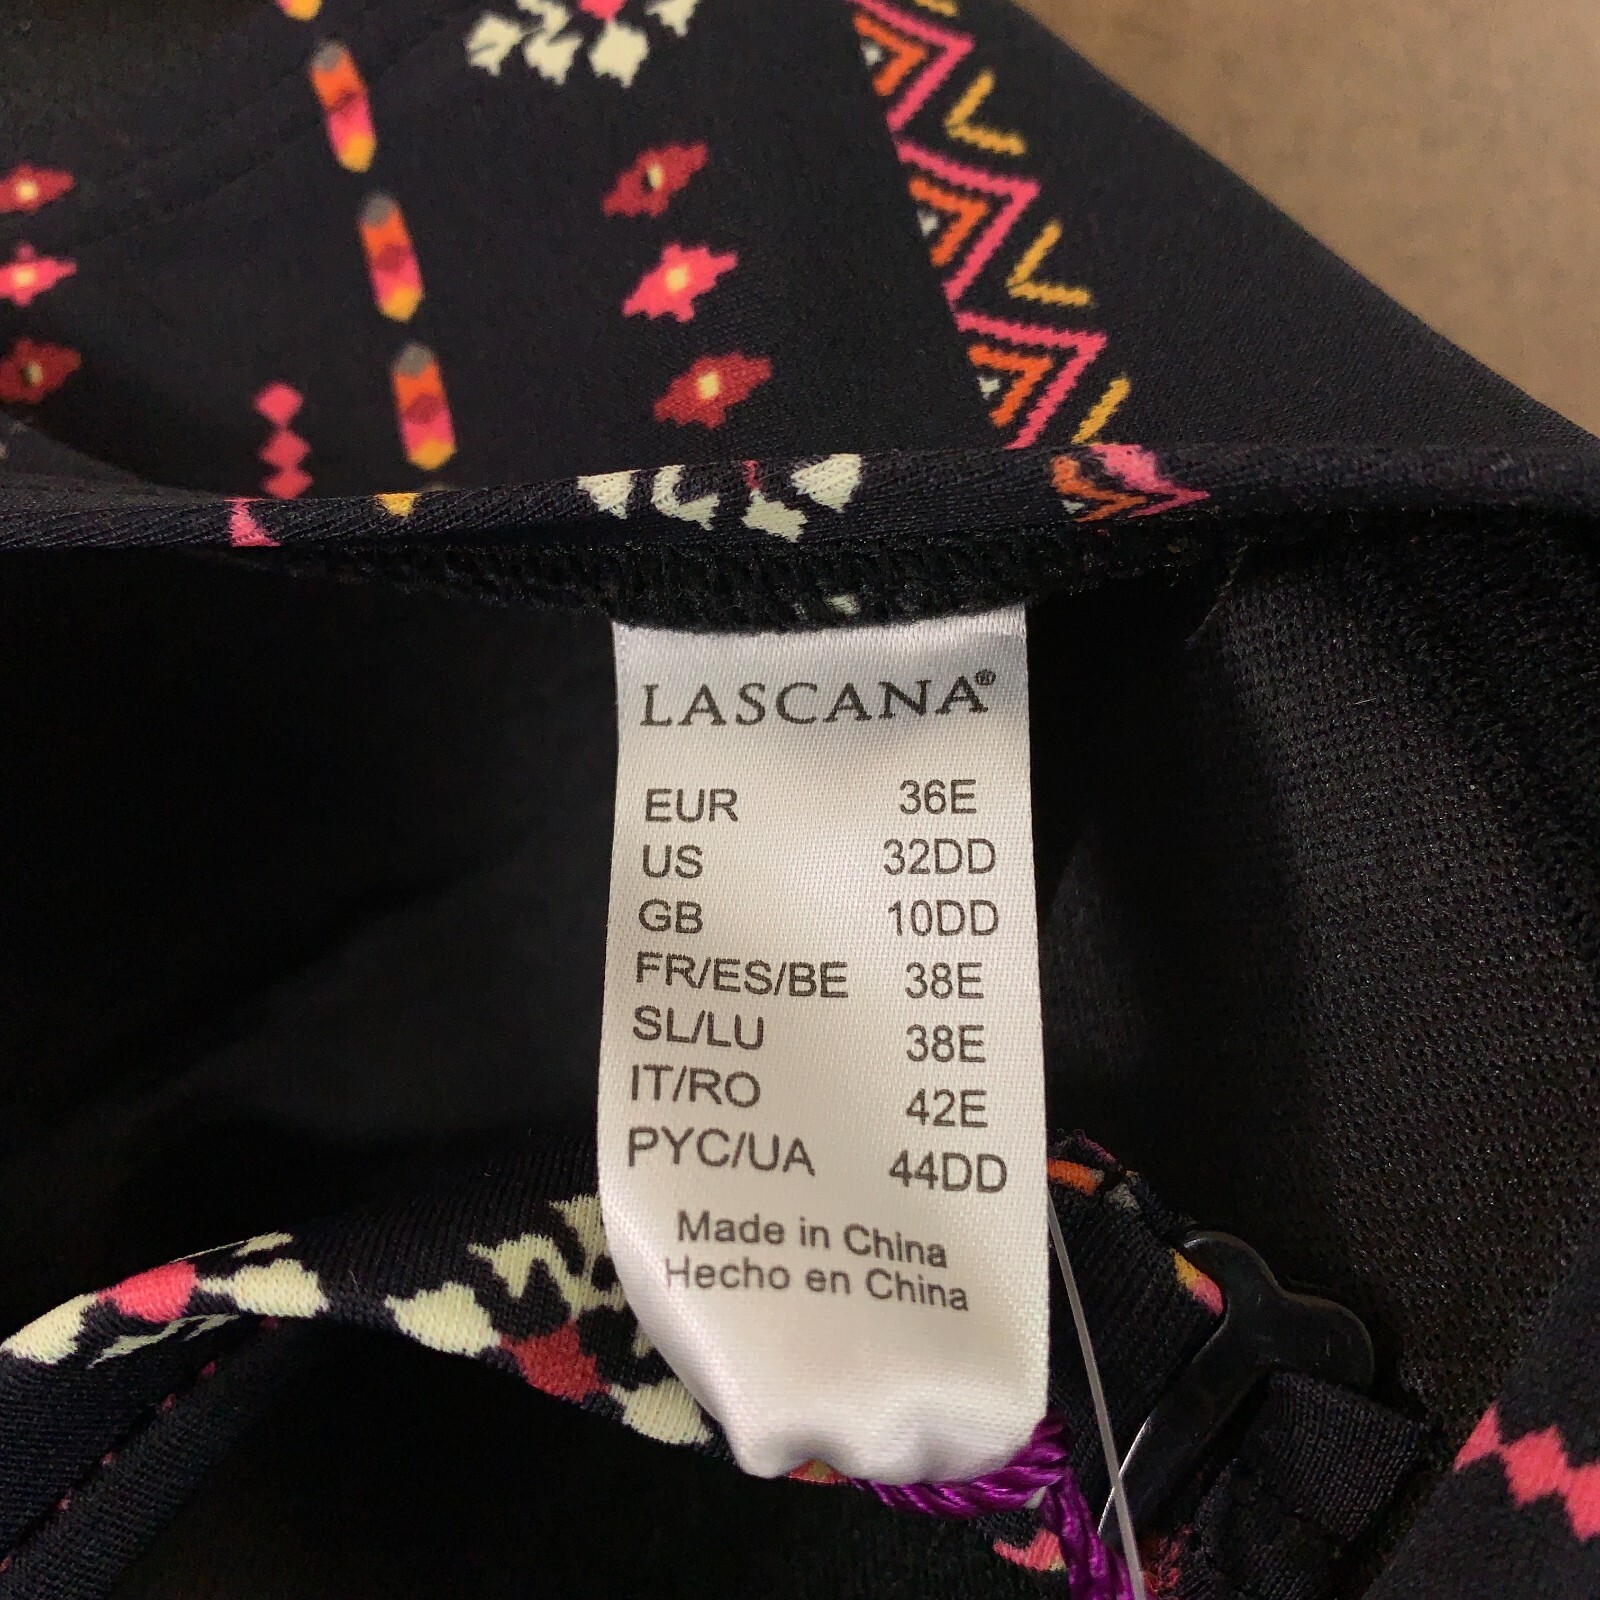 LASCANA®
EUR 36E
US 32DD
GB 10DD
FR/ES/BE 38E
SL/LU 38E
IT/RO 42E
PYC/UA 44DD
Made in China
Hecho en China